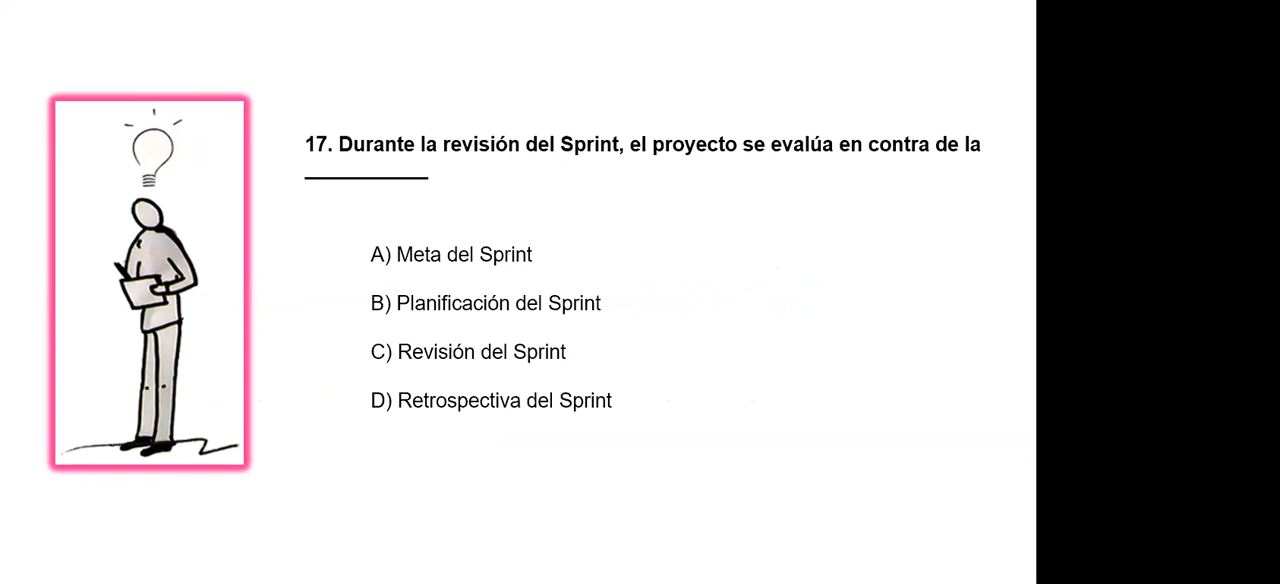 17. Durante la revisión del Sprint, el proyecto se evalúa en contra de la
___________
A) Meta del Sprint
B) Planificación del Sprint
C) Revisión del Sprint
D) Retrospectiva del Sprint